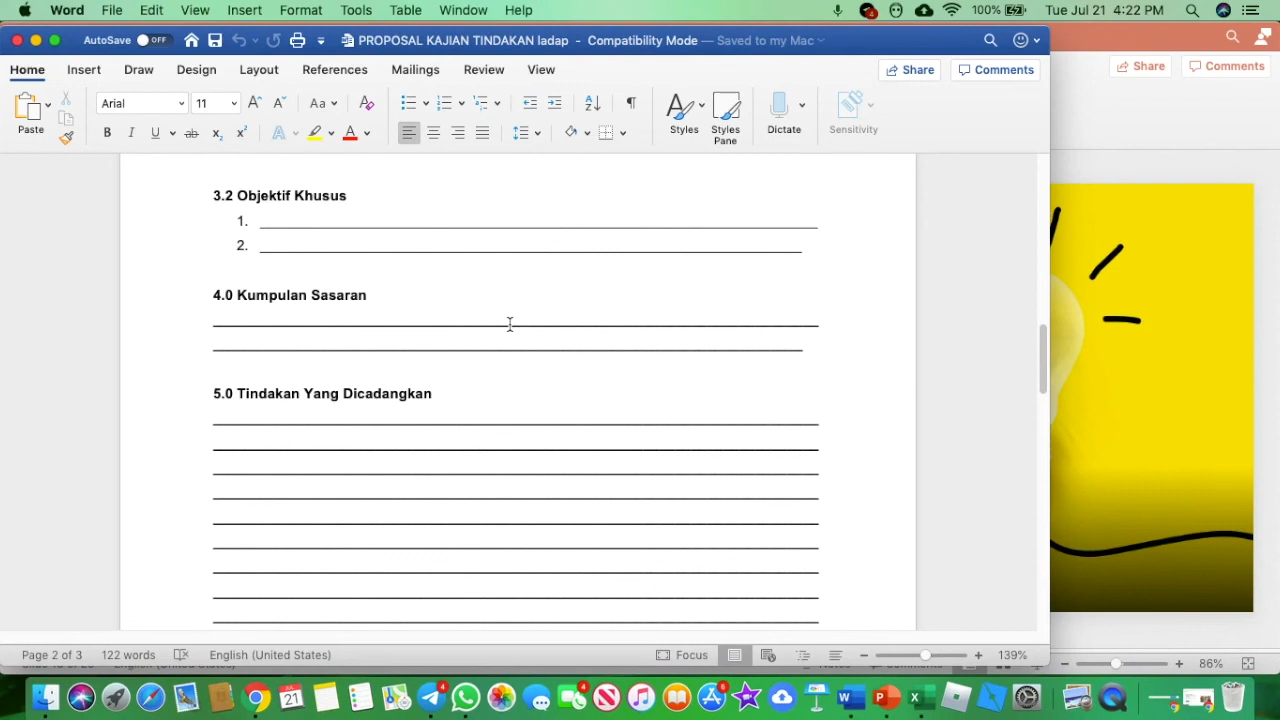 Word File Edit View Insert Format Tools Table Window Help 100% Tue Jul 21 4:22 PM
AutoSave OFF PROPOSAL KAJIAN TINDAKAN ladap - Compatibility Mode — Saved to my Mac
Home Insert Draw Design Layout References Mailings Review View Share Comments
Share Comments
Paste Arial 11 Styles Styles Pane Dictate Sensitivity
3.2 Objektif Khusus
1.
2.
4.0 Kumpulan Sasaran
5.0 Tindakan Yang Dicadangkan
Page 2 of 3 122 words English (United States) Focus 139%
86%